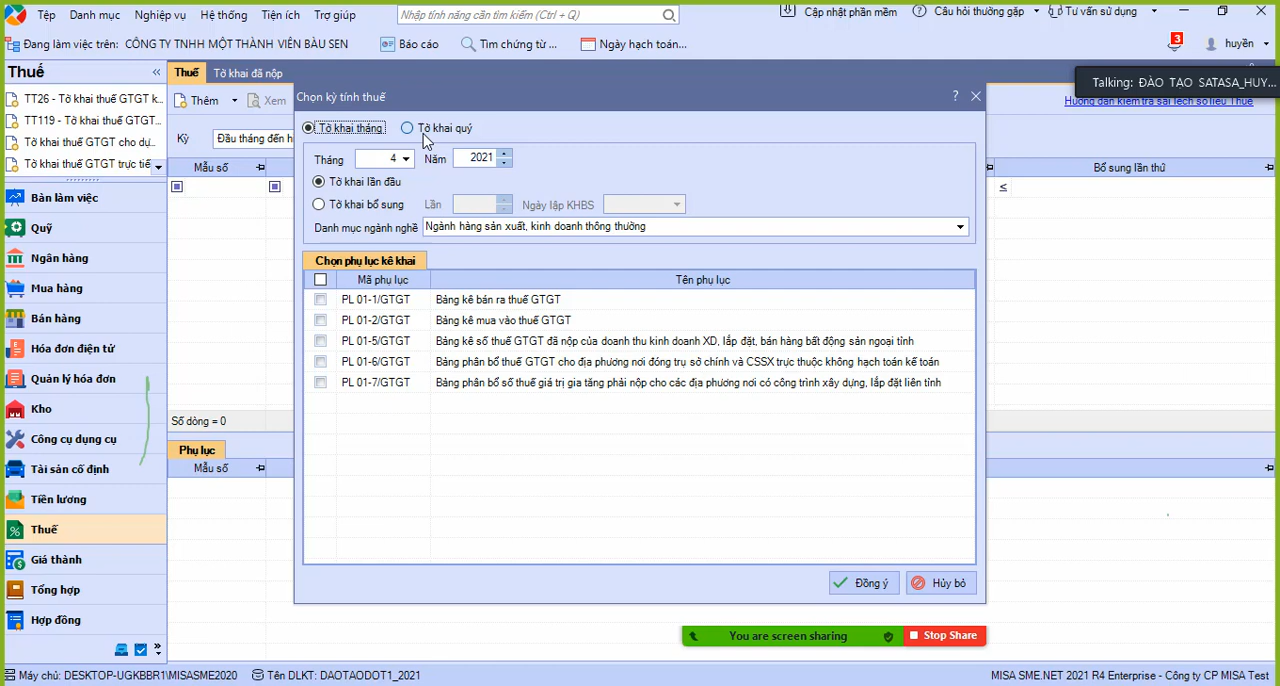 Tệp Danh mục Nghiệp vụ Hệ thống Tiện ích Trợ giúp Nhập tính năng cần tìm kiếm (Ctrl + Q) Cập nhật phần mềm Câu hỏi thường gặp Tư vấn sử dụng
Đang làm việc trên: CÔNG TY TNHH MỘT THÀNH VIÊN BÀU SEN Báo cáo Tìm chứng từ ... Ngày hạch toán... 3 huyền
Thuế « Thuế Tờ khai đã nộp
Talking: ĐÀO TẠO SATASA_HUY...
Hướng dẫn kiểm tra sai lệch số liệu Thuế
TT26 - Tờ khai thuế GTGT k...
TT119 - Tờ khai thuế GTGT...
Tờ khai thuế GTGT cho dự...
Tờ khai thuế GTGT trực tiế...
Thêm Xem
Kỳ Đầu tháng đến h
Mẫu số Bổ sung lần thứ
≤
Số dòng = 0
Phụ lục
Mẫu số
Bàn làm việc
Quỹ
Ngân hàng
Mua hàng
Bán hàng
Hóa đơn điện tử
Quản lý hóa đơn
Kho
Công cụ dụng cụ
Tài sản cố định
Tiền lương
Thuế
Giá thành
Tổng hợp
Hợp đồng
Chọn kỳ tính thuế ?
Tờ khai tháng Tờ khai quý
Tháng 4 Năm 2021
Tờ khai lần đầu
Tờ khai bổ sung Lần Ngày lập KHBS
Danh mục ngành nghề Ngành hàng sản xuất, kinh doanh thông thường
Chọn phụ lục kê khai
Mã phụ lục Tên phụ lục
PL 01-1/GTGT Bảng kê bán ra thuế GTGT
PL 01-2/GTGT Bảng kê mua vào thuế GTGT
PL 01-5/GTGT Bảng kê số thuế GTGT đã nộp của doanh thu kinh doanh XD, lắp đặt, bán hàng bất động sản ngoại tỉnh
PL 01-6/GTGT Bảng phân bổ thuế GTGT cho địa phương nơi đóng trụ sở chính và CSSX trực thuộc không hạch toán kế toán
PL 01-7/GTGT Bảng phân bổ số thuế giá trị gia tăng phải nộp cho các địa phương nơi có công trình xây dựng, lắp đặt liên tỉnh
Đồng ý Hủy bỏ
You are screen sharing Stop Share
Máy chủ: DESKTOP-UGKBBR1\MISASME2020 Tên DLKT: DAOTAODOT1_2021 MISA SME.NET 2021 R4 Enterprise - Công ty CP MISA Test